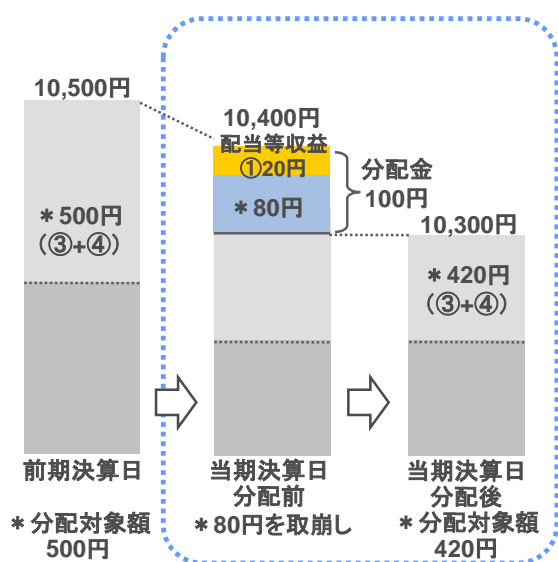 10,500円
10,400円
配当等収益
①20円
分配金
100円
＊80円
＊500円
（③+④）
10,300円
＊420円
（③+④）
前期決算日
当期決算日
分配前
当期決算日
分配後
＊分配対象額
500円
＊80円を取崩し
＊分配対象額
420円